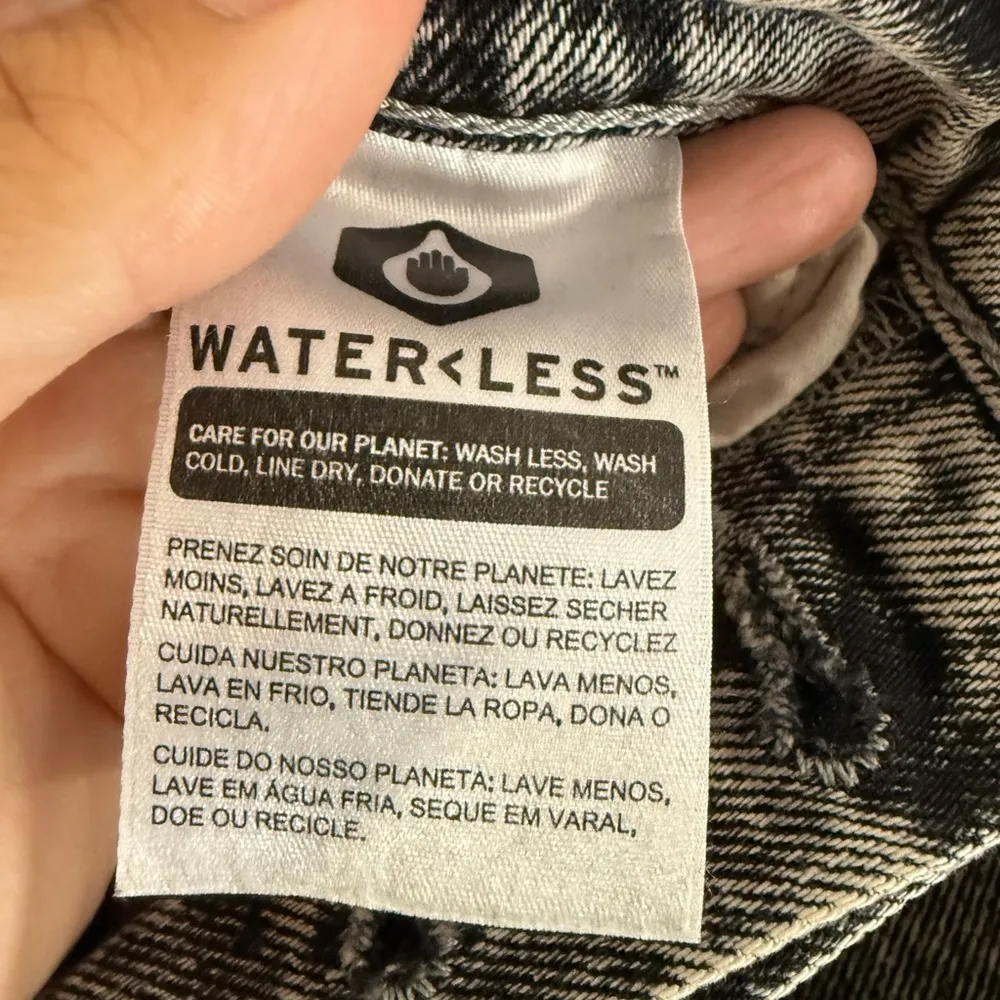 WATER<LESS™
CARE FOR OUR PLANET: WASH LESS, WASH
COLD, LINE DRY, DONATE OR RECYCLE
PRENEZ SOIN DE NOTRE PLANETE: LAVEZ
MOINS, LAVEZ A FROID, LAISSEZ SECHER
NATURELLEMENT, DONNEZ OU RECYCLEZ
CUIDA NUESTRO PLANETA: LAVA MENOS,
LAVA EN FRIO, TIENDE LA ROPA, DONA O
RECICLA.
CUIDE DO NOSSO PLANETA: LAVE MENOS,
LAVE EM ÁGUA FRIA, SEQUE EM VARAL,
DOE OU RECICLE.